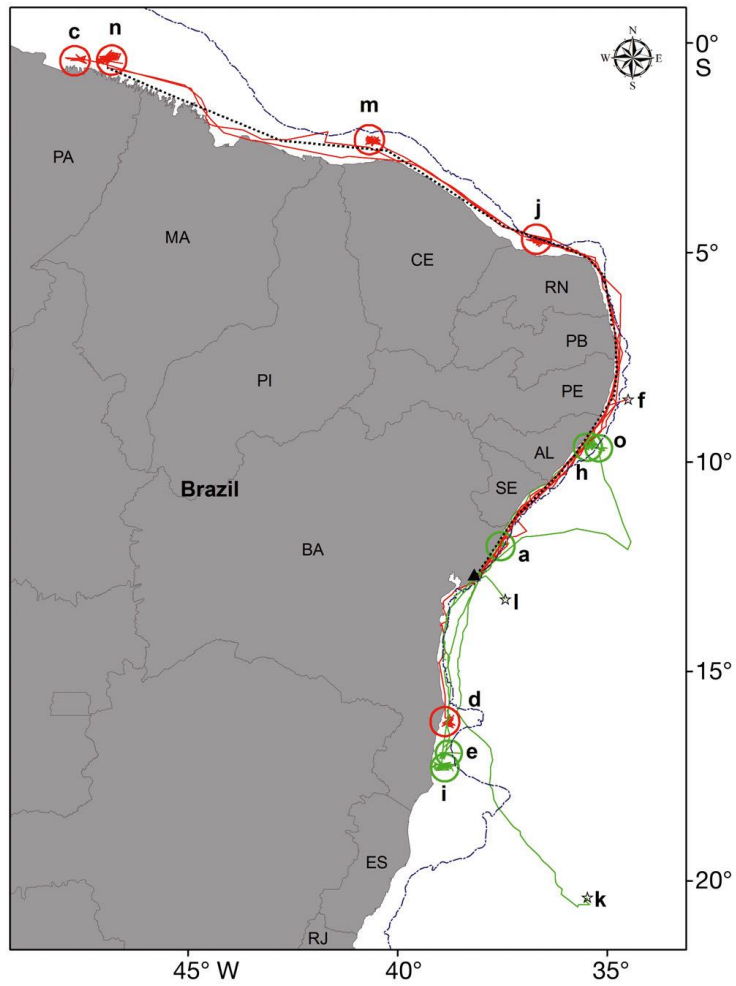 c n
N
W E
S
0°
S
m
PA
j
MA
CE
5°
RN
PB
PI
PE
f
o
AL
h
10°
SE
Brazil
BA
a
l
15°
d
e
i
ES
20°
k
RJ
45° W 40° 35°